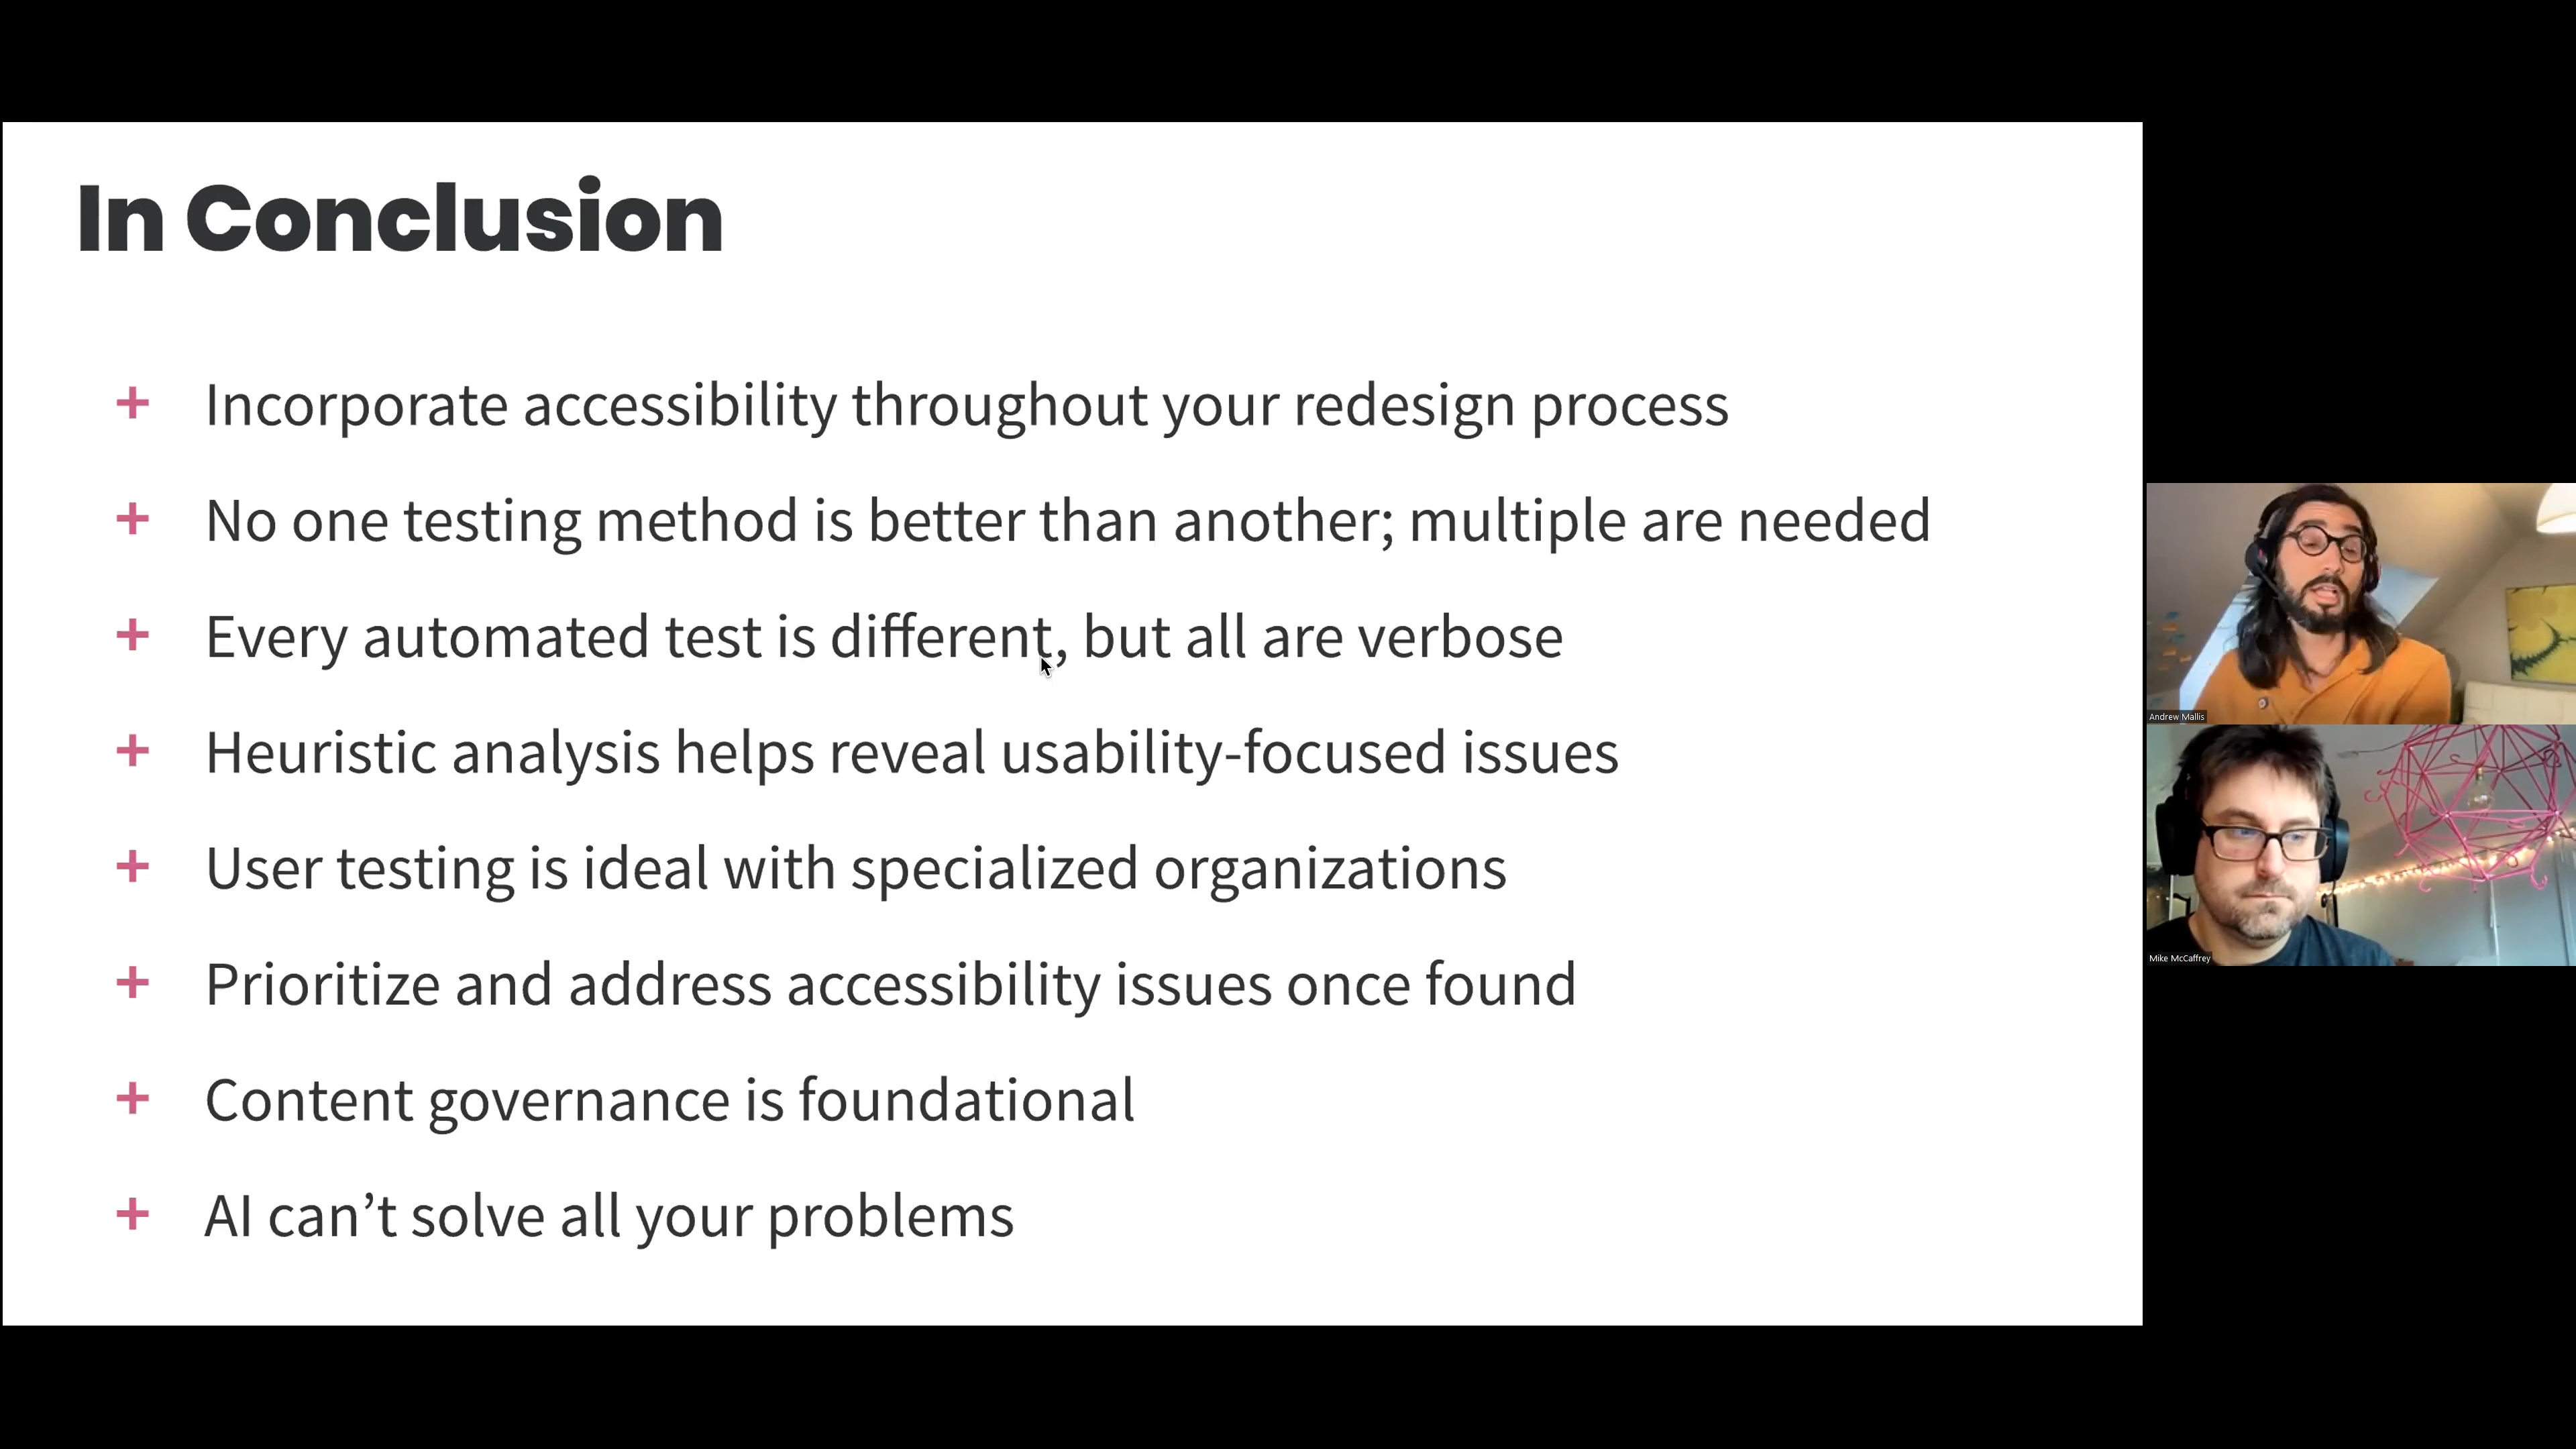 In Conclusion
+ Incorporate accessibility throughout your redesign process
+ No one testing method is better than another; multiple are needed
+ Every automated test is different, but all are verbose
+ Heuristic analysis helps reveal usability-focused issues
+ User testing is ideal with specialized organizations
+ Prioritize and address accessibility issues once found
+ Content governance is foundational
+ AI can’t solve all your problems
Andrew Mallis
Mike McCaffrey